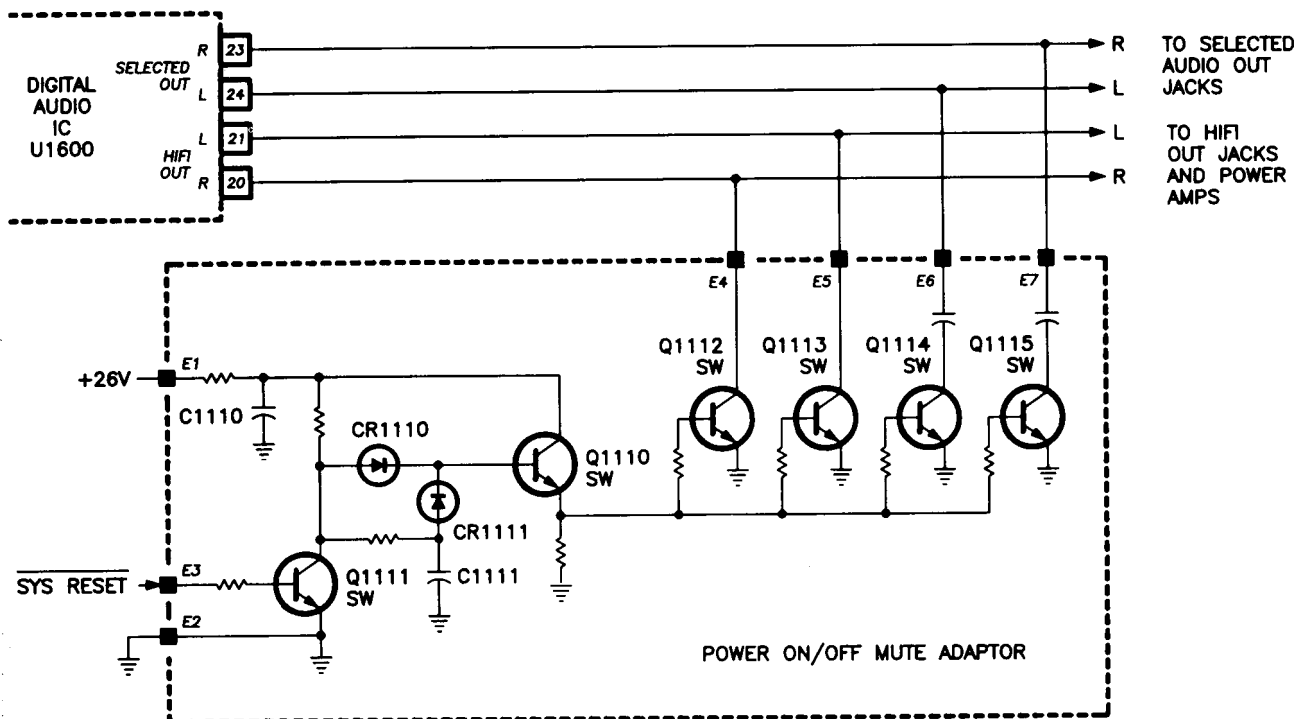 DIGITAL
AUDIO
IC
U1600
SELECTED
OUT
R
23
L
24
HIFI
OUT
L
21
R
20
R
L
TO SELECTED
AUDIO OUT
JACKS
L
R
TO HIFI
OUT JACKS
AND POWER
AMPS
E4
E5
E6
E7
Q1112
SW
Q1113
SW
Q1114
SW
Q1115
SW
+26V
E1
C1110
CR1110
Q1110
SW
CR1111
SYS RESET
E3
Q1111
SW
C1111
E2
POWER ON/OFF MUTE ADAPTOR